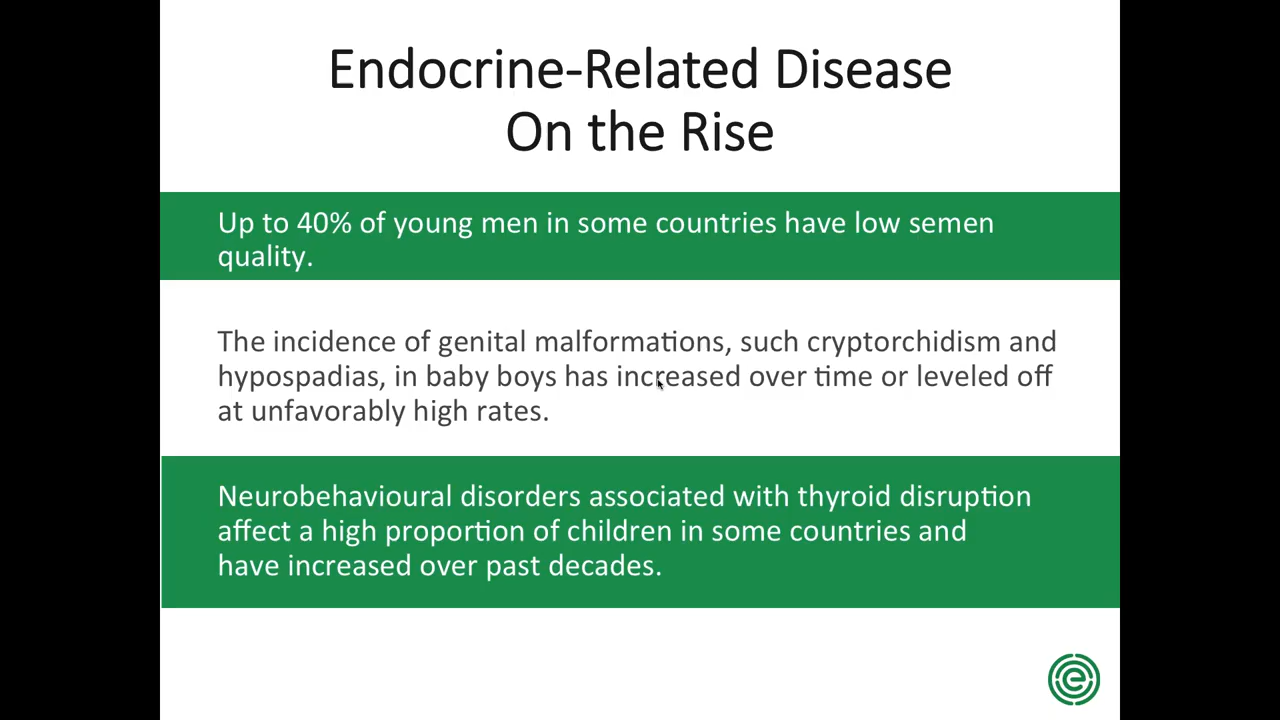 Endocrine-Related Disease
On the Rise
Up to 40% of young men in some countries have low semen
quality.
The incidence of genital malformations, such cryptorchidism and
hypospadias, in baby boys has increased over time or leveled off
at unfavorably high rates.
Neurobehavioural disorders associated with thyroid disruption
affect a high proportion of children in some countries and
have increased over past decades.
e